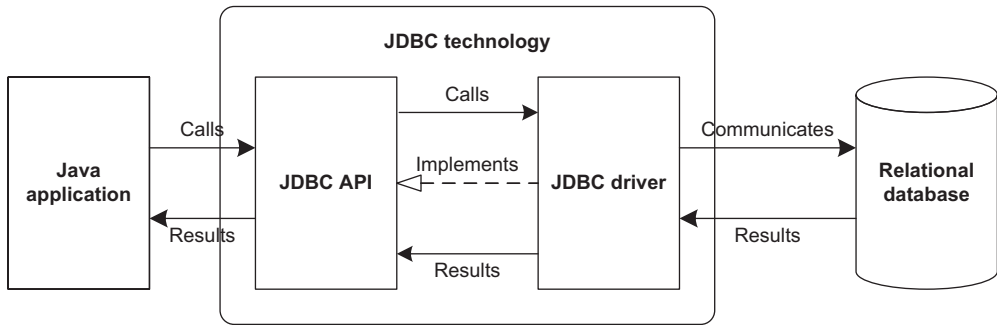 JDBC technology
Calls
Calls
Communicates
Java
application
JDBC API
Implements
JDBC driver
Relational
database
Results
Results
Results